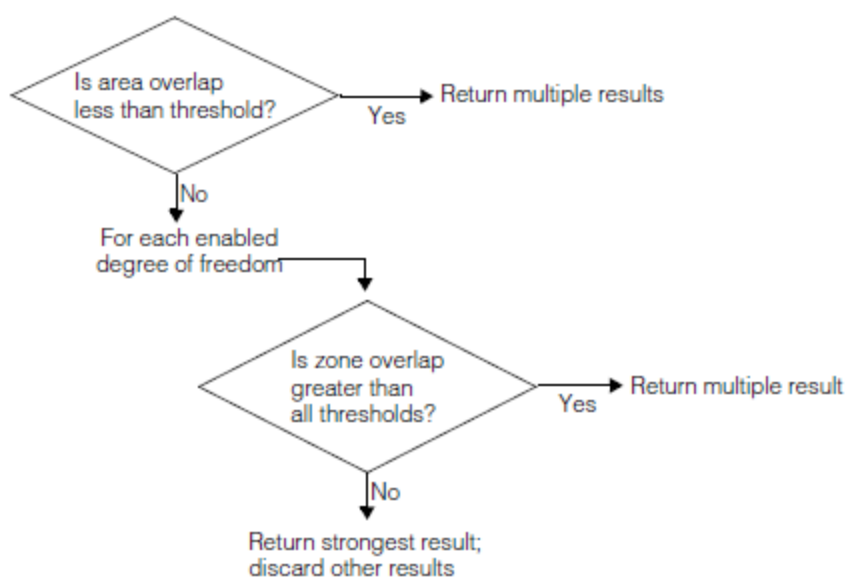 Is area overlap
less than threshold?
Yes
Return multiple results
No
For each enabled
degree of freedom
Is zone overlap
greater than
all thresholds?
Yes
Return multiple result
No
Return strongest result;
discard other results